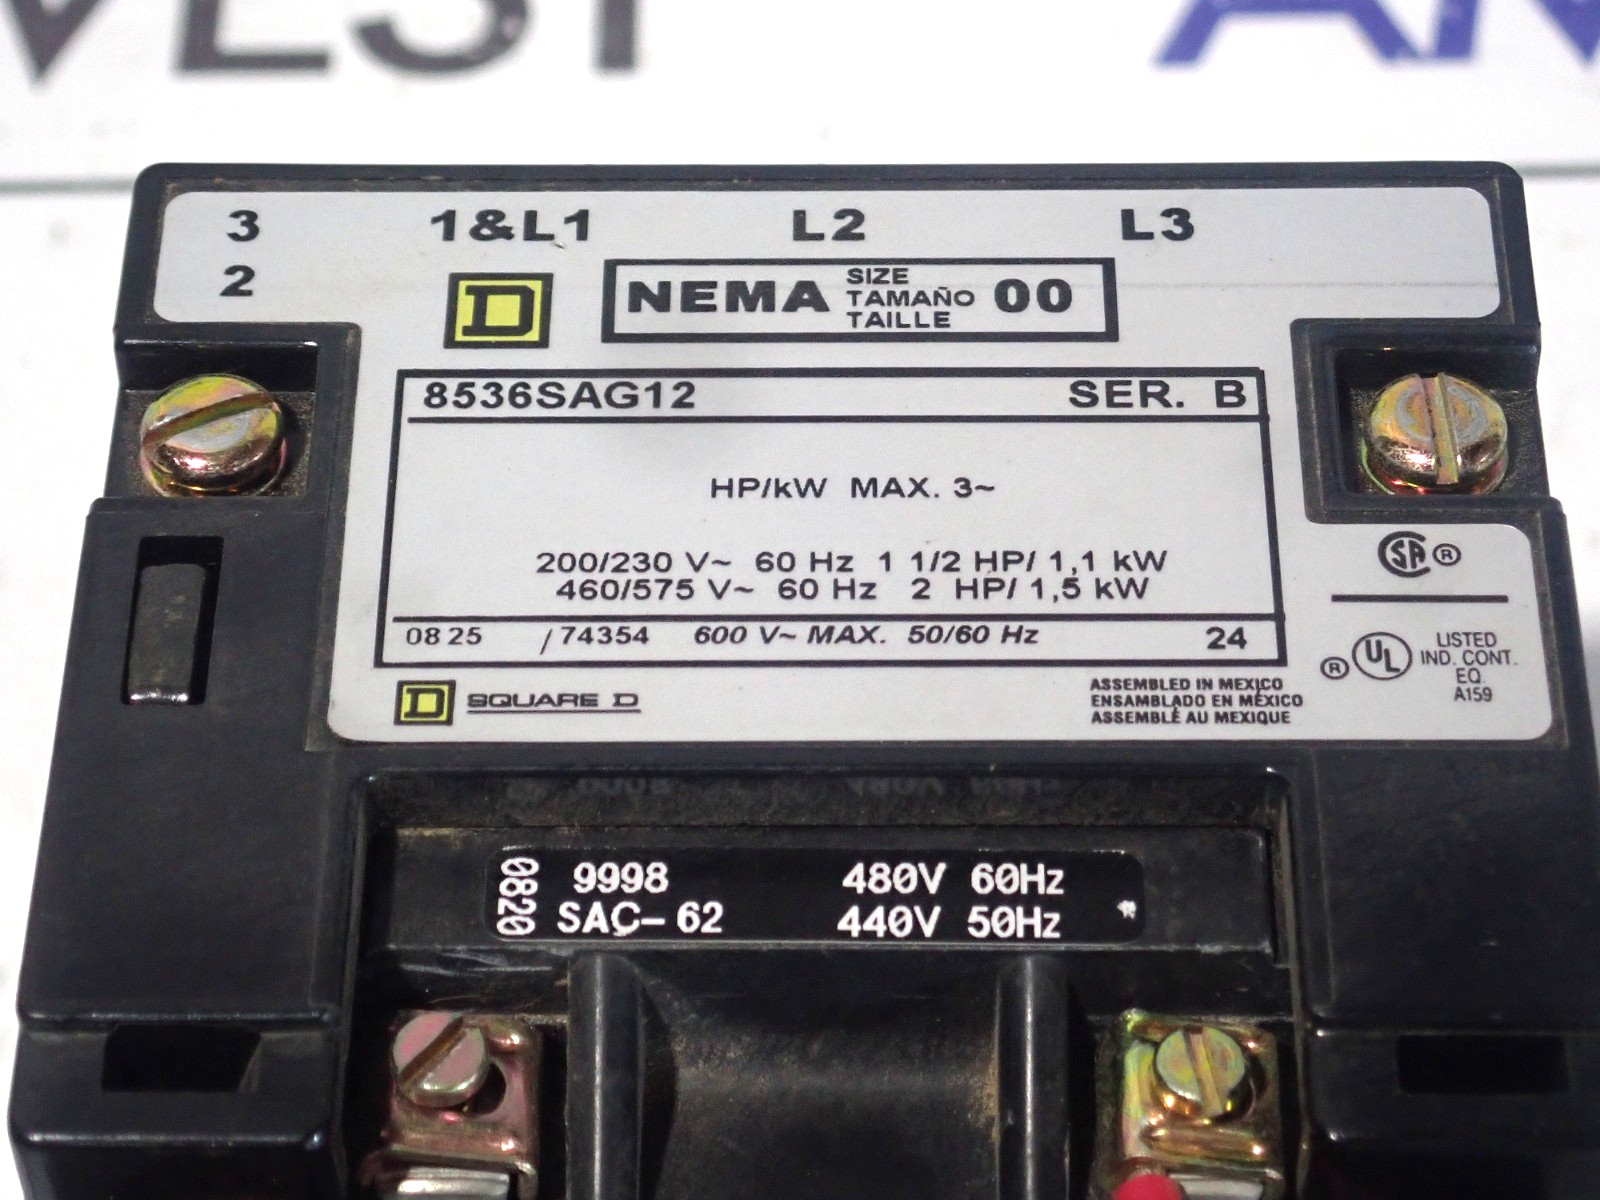 3 1&L1 L2 L3
2
D NEMA SIZE TAMAÑO TAILLE 00
8536SAG12 SER. B
HP/kW MAX. 3~
200/230 V~ 60 Hz 1 1/2 HP/ 1,1 kW
460/575 V~ 60 Hz 2 HP/ 1,5 kW
0825 /74354 600 V~ MAX. 50/60 Hz 24
D SQUARE D
ASSEMBLED IN MEXICO
ENSAMBLADO EN MÉXICO
ASSEMBLÉ AU MEXIQUE
SA ®
® UL LISTED
IND. CONT.
EQ.
A159
0820
9998 480V 60Hz
SAC-62 440V 50Hz